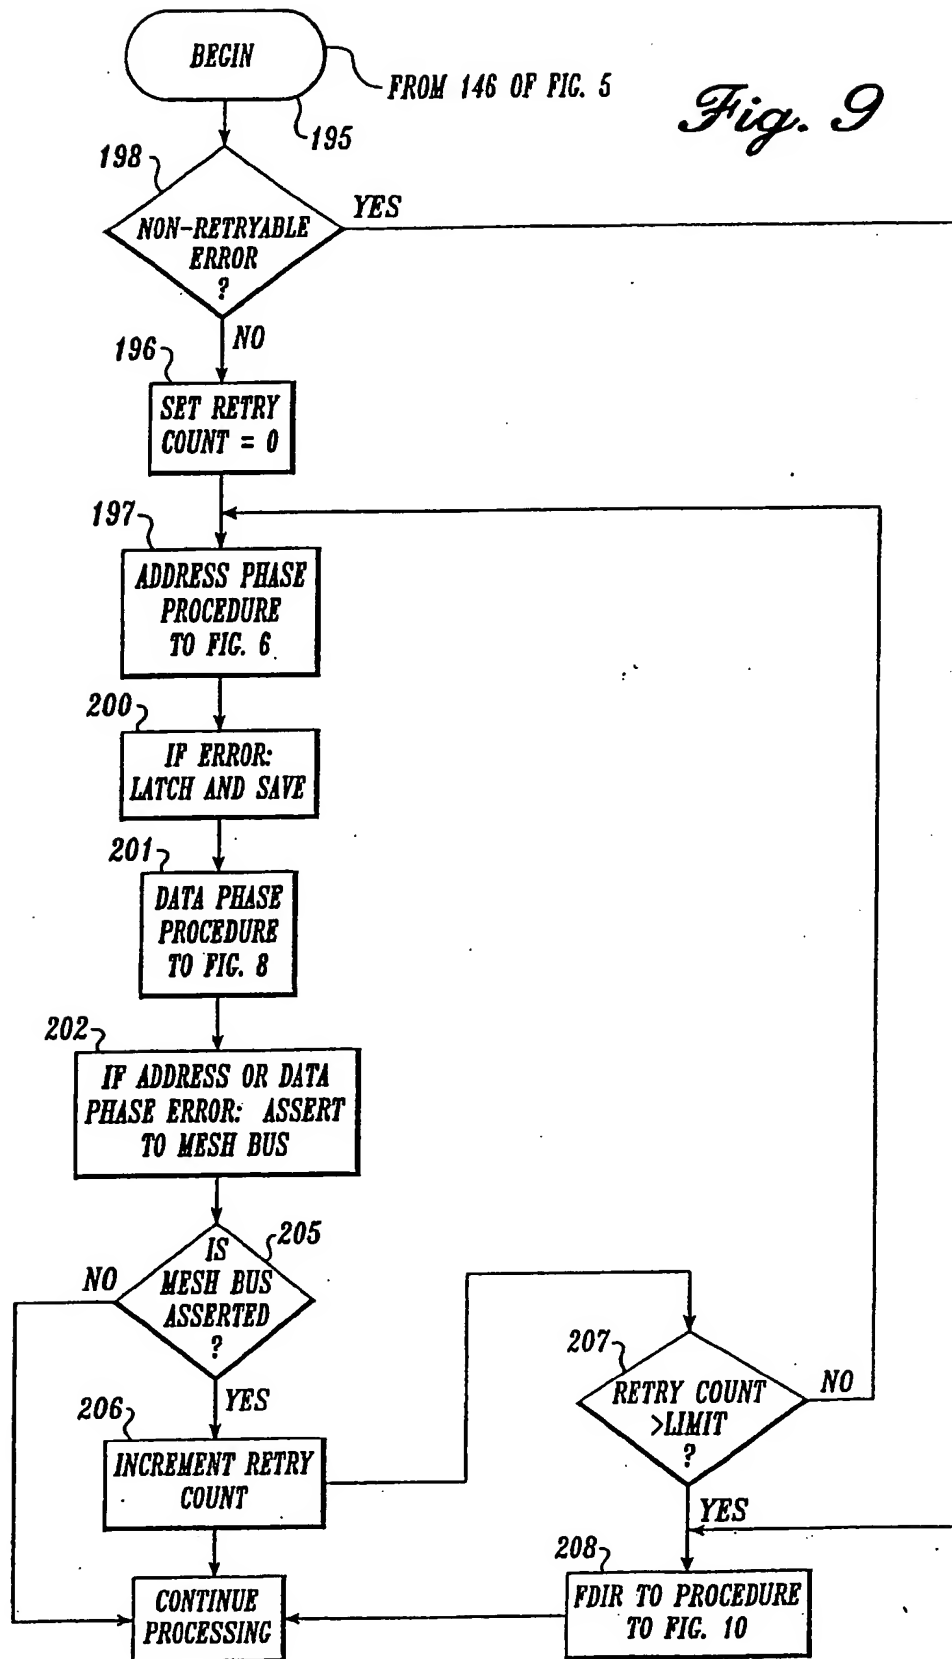 BEGIN
FROM 146 OF FIG. 5
Fig. 9
195
198
NON-RETRYABLE
ERROR
?
YES
NO
196
SET RETRY
COUNT = 0
197
ADDRESS PHASE
PROCEDURE
TO FIG. 6
200
IF ERROR:
LATCH AND SAVE
201
DATA PHASE
PROCEDURE
TO FIG. 8
202
IF ADDRESS OR DATA
PHASE ERROR: ASSERT
TO MESH BUS
205
IS
MESH BUS
ASSERTED
?
NO
YES
206
INCREMENT RETRY
COUNT
207
RETRY COUNT
>LIMIT
?
NO
YES
208
FDIR TO PROCEDURE
TO FIG. 10
CONTINUE
PROCESSING